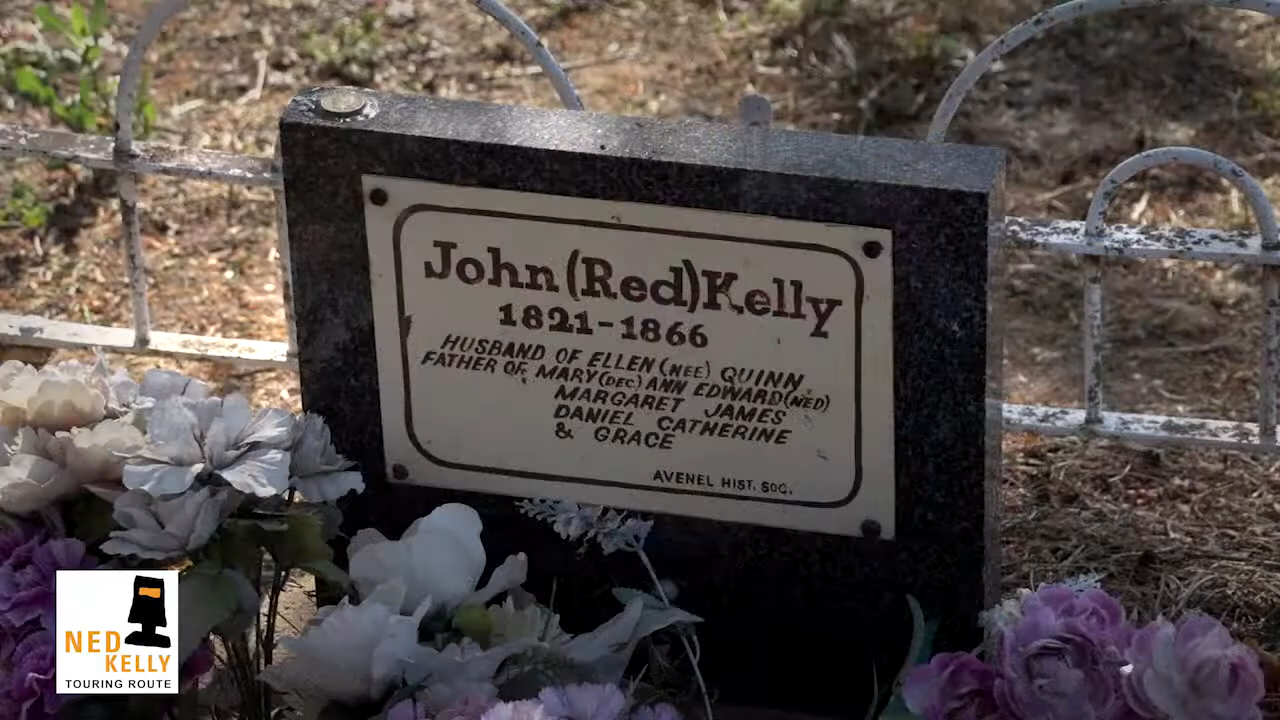 John (Red) Kelly
1821-1866
HUSBAND OF ELLEN (NEE) QUINN
FATHER OF MARY (DEC) ANN EDWARD (NED)
MARGARET JAMES
DANIEL CATHERINE
& GRACE
AVENEL HIST. SOC.
NED
KELLY
TOURING ROUTE